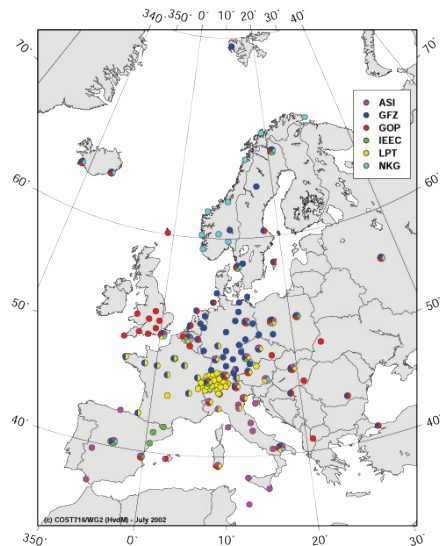 340° 350° 0° 10° 20° 30° 40°
70° 70°
ASI
GFZ
GOP
IEEC
LPT
NKG
60° 60°
50° 50°
40° 40°
(c) COST716/WG2 (HvdM) - July 2002
350° 0° 10° 20° 30°